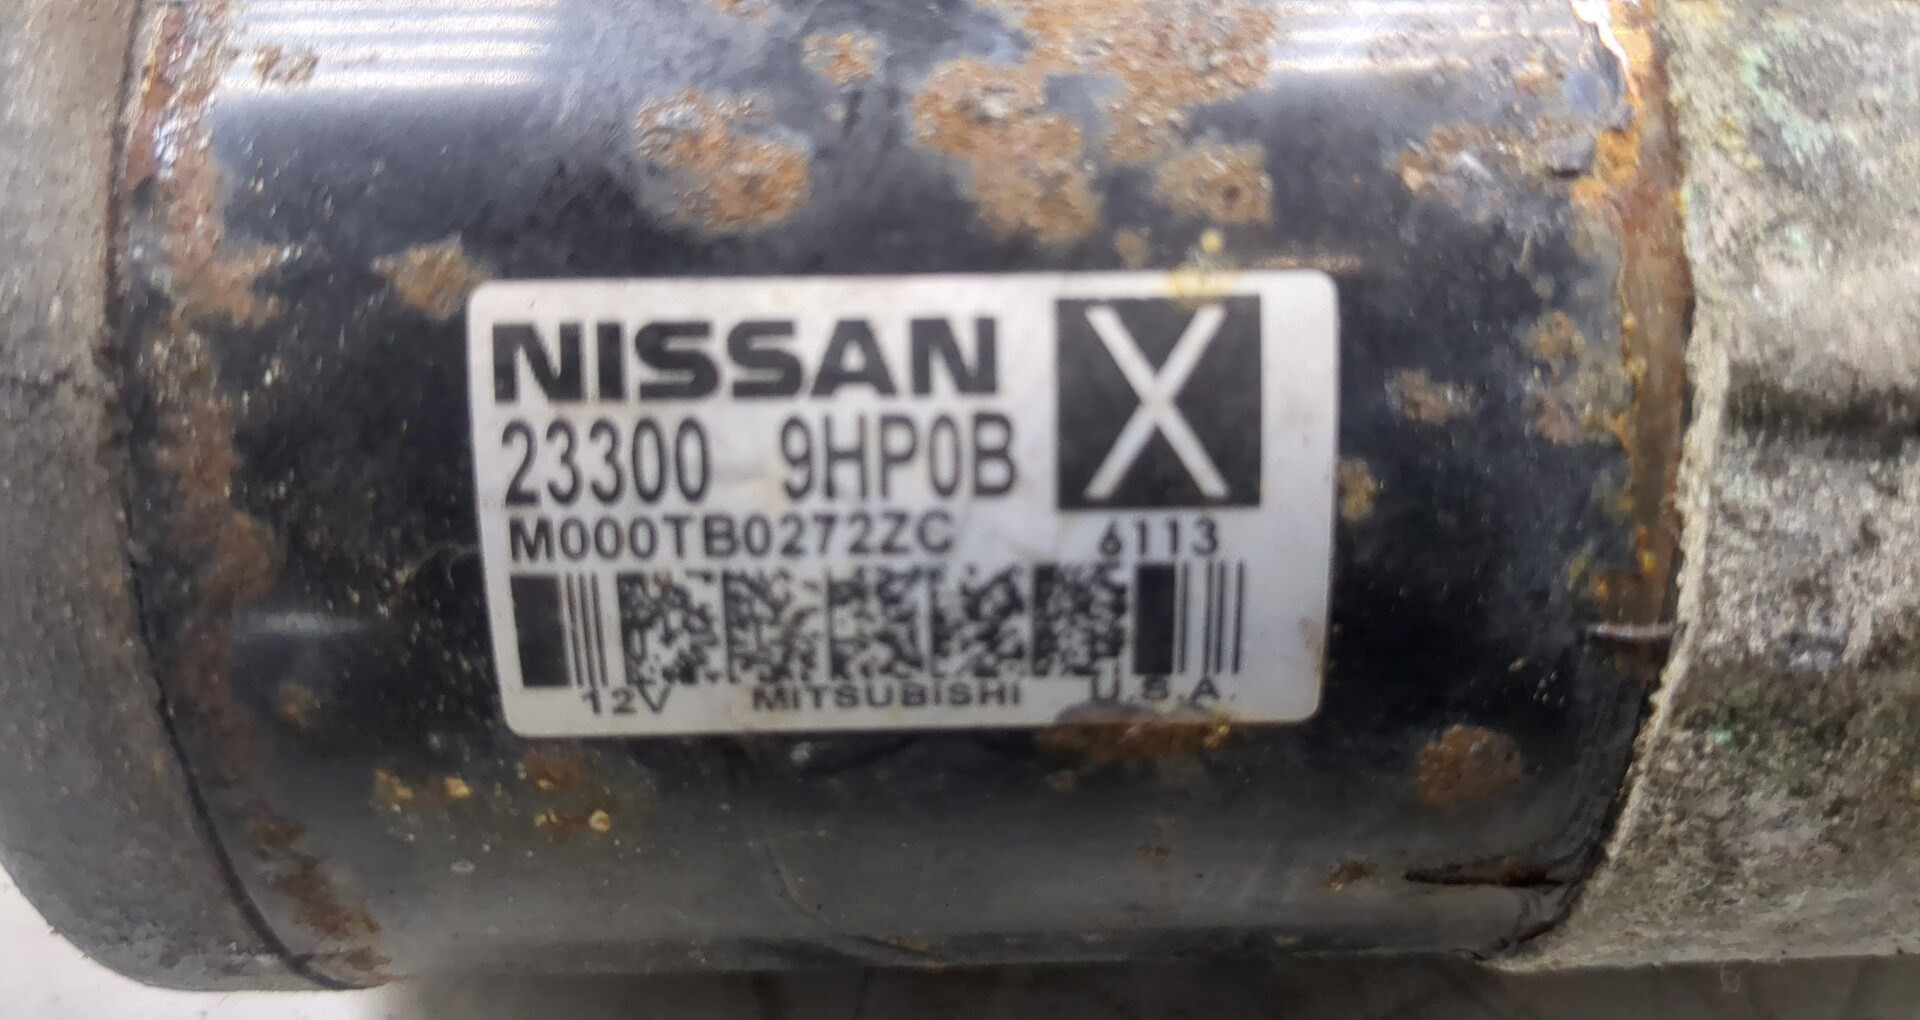 NISSAN X
23300 9HP0B
M000TB0272ZC 6113
12V MITSUBISHI U.S.A.